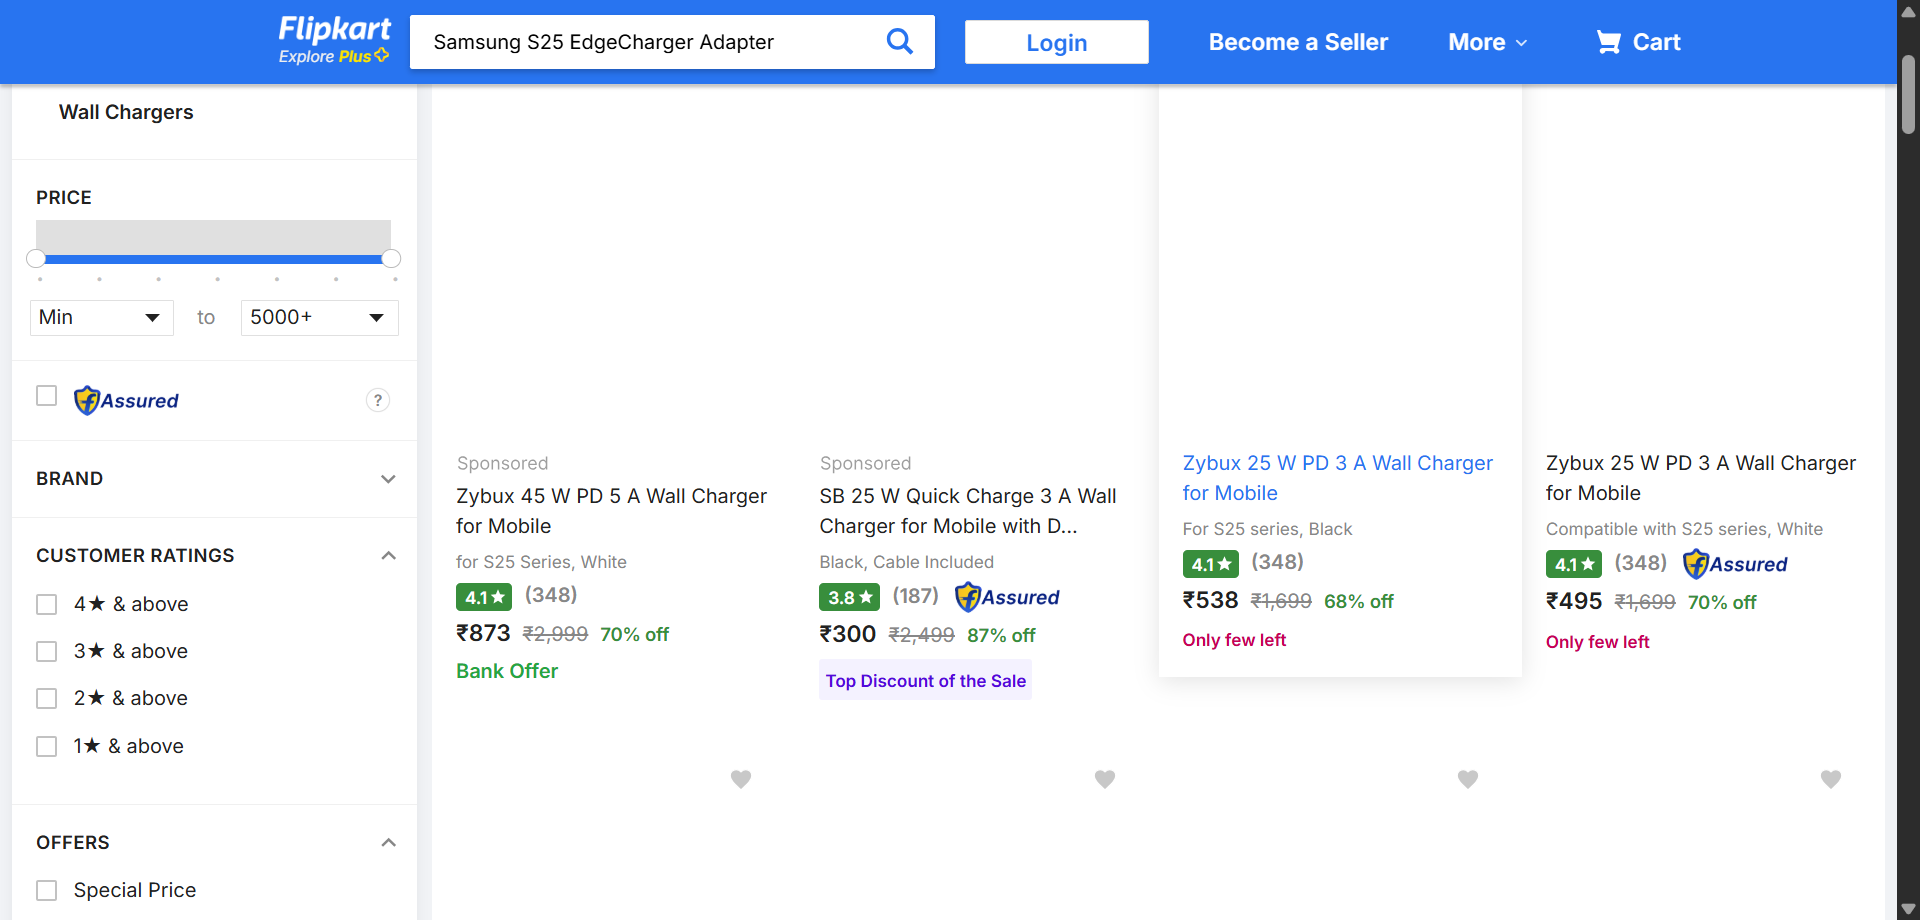 Flipkart
Explore Plus
Samsung S25 EdgeCharger Adapter
Login
Become a Seller
More
Cart
Wall Chargers
PRICE
Min
to
5000+
Assured
?
BRAND
CUSTOMER RATINGS
4★ & above
3★ & above
2★ & above
1★ & above
OFFERS
Special Price
Sponsored
Zybux 45 W PD 5 A Wall Charger
for Mobile
for S25 Series, White
4.1★ (348)
₹873 ₹2,999 70% off
Bank Offer
Sponsored
SB 25 W Quick Charge 3 A Wall
Charger for Mobile with D...
Black, Cable Included
3.8★ (187) Assured
₹300 ₹2,499 87% off
Top Discount of the Sale
Zybux 25 W PD 3 A Wall Charger
for Mobile
For S25 series, Black
4.1★ (348)
₹538 ₹1,699 68% off
Only few left
Zybux 25 W PD 3 A Wall Charger
for Mobile
Compatible with S25 series, White
4.1★ (348) Assured
₹495 ₹1,699 70% off
Only few left